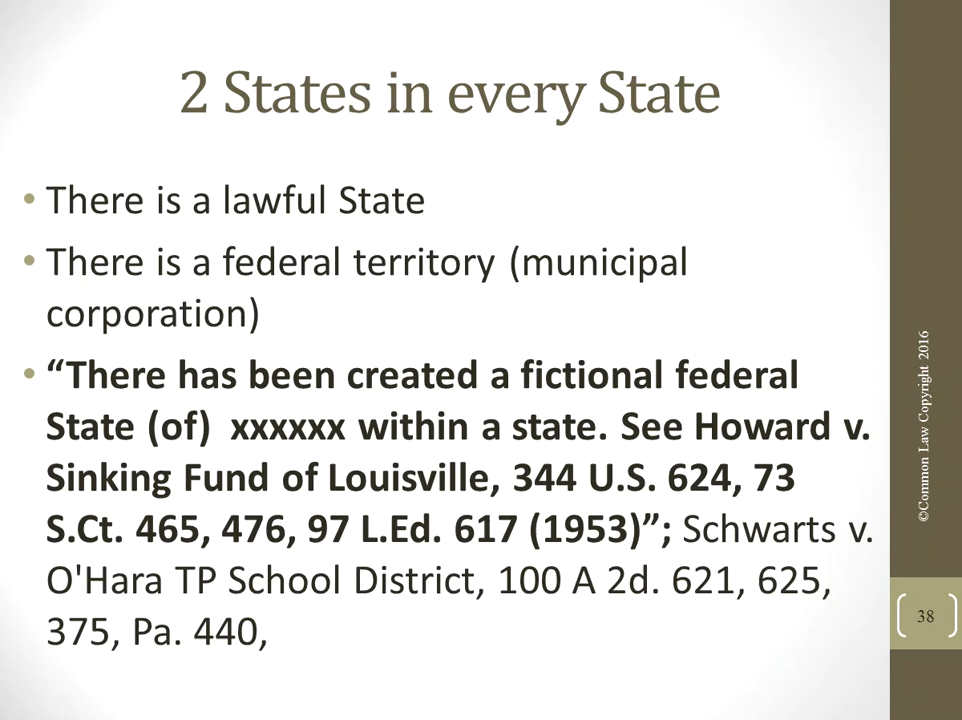 2 States in every State
• There is a lawful State
• There is a federal territory (municipal
corporation)
• “There has been created a fictional federal
State (of)  xxxxxx within a state. See Howard v.
Sinking Fund of Louisville, 344 U.S. 624, 73
S.Ct. 465, 476, 97 L.Ed. 617 (1953)”; Schwarts v.
O'Hara TP School District, 100 A 2d. 621, 625,
375, Pa. 440,
©Common Law Copyright 2016
38